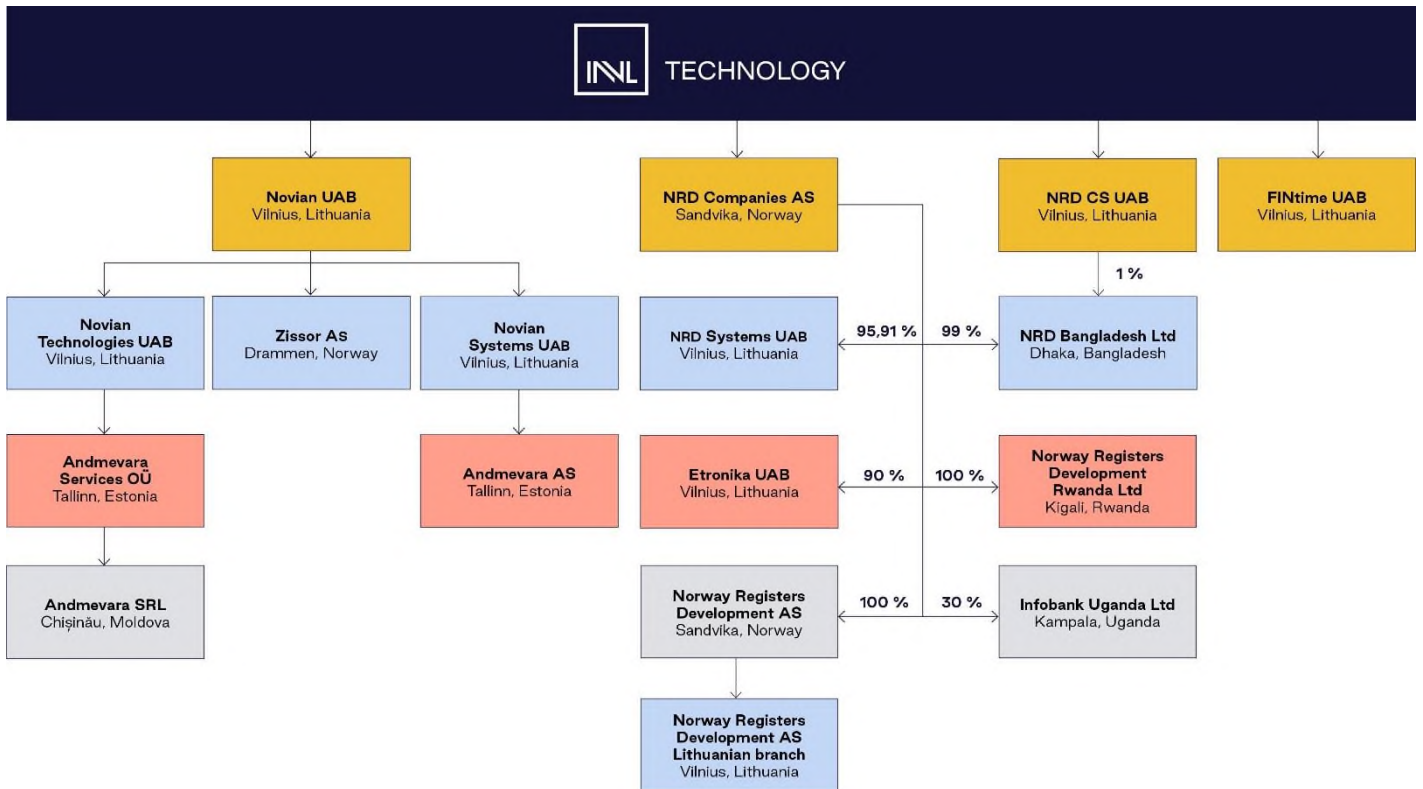 INVL TECHNOLOGY
Novian UAB
Vilnius, Lithuania
NRD Companies AS
Sandvika, Norway
NRD CS UAB
Vilnius, Lithuania
FINtime UAB
Vilnius, Lithuania
1 %
Novian
Technologies UAB
Vilnius, Lithuania
Zissor AS
Drammen, Norway
Novian
Systems UAB
Vilnius, Lithuania
NRD Systems UAB
Vilnius, Lithuania
95,91 %
99 %
NRD Bangladesh Ltd
Dhaka, Bangladesh
Andmevara
Services OÜ
Tallinn, Estonia
Andmevara AS
Tallinn, Estonia
Etronika UAB
Vilnius, Lithuania
90 %
100 %
Norway Registers
Development
Rwanda Ltd
Kigali, Rwanda
Andmevara SRL
Chișinău, Moldova
Norway Registers
Development AS
Sandvika, Norway
100 %
30 %
Infobank Uganda Ltd
Kampala, Uganda
Norway Registers
Development AS
Lithuanian branch
Vilnius, Lithuania